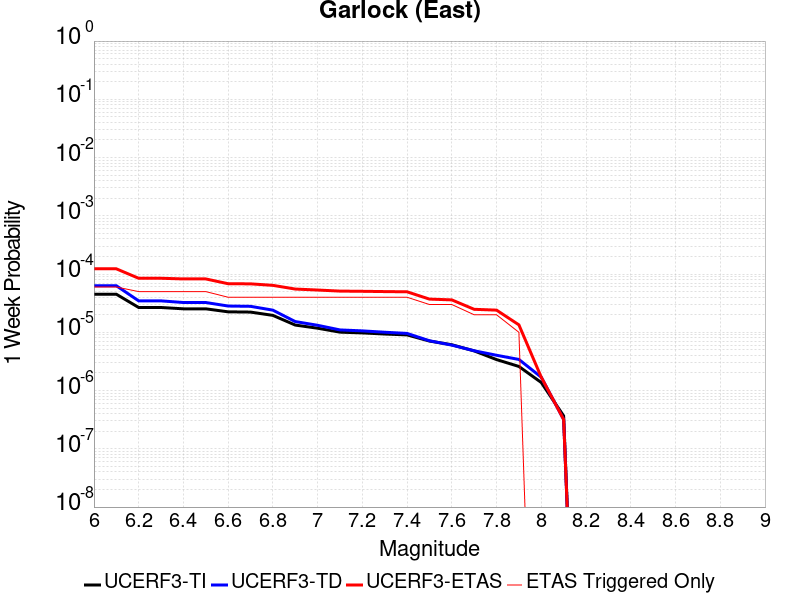 Garlock (East)
10^0
10^-1
10^-2
10^-3
10^-4
10^-5
10^-6
10^-7
10^-8
1 Week Probability
6 6.2 6.4 6.6 6.8 7 7.2 7.4 7.6 7.8 8 8.2 8.4 8.6 8.8 9
Magnitude
UCERF3-TI UCERF3-TD UCERF3-ETAS ETAS Triggered Only